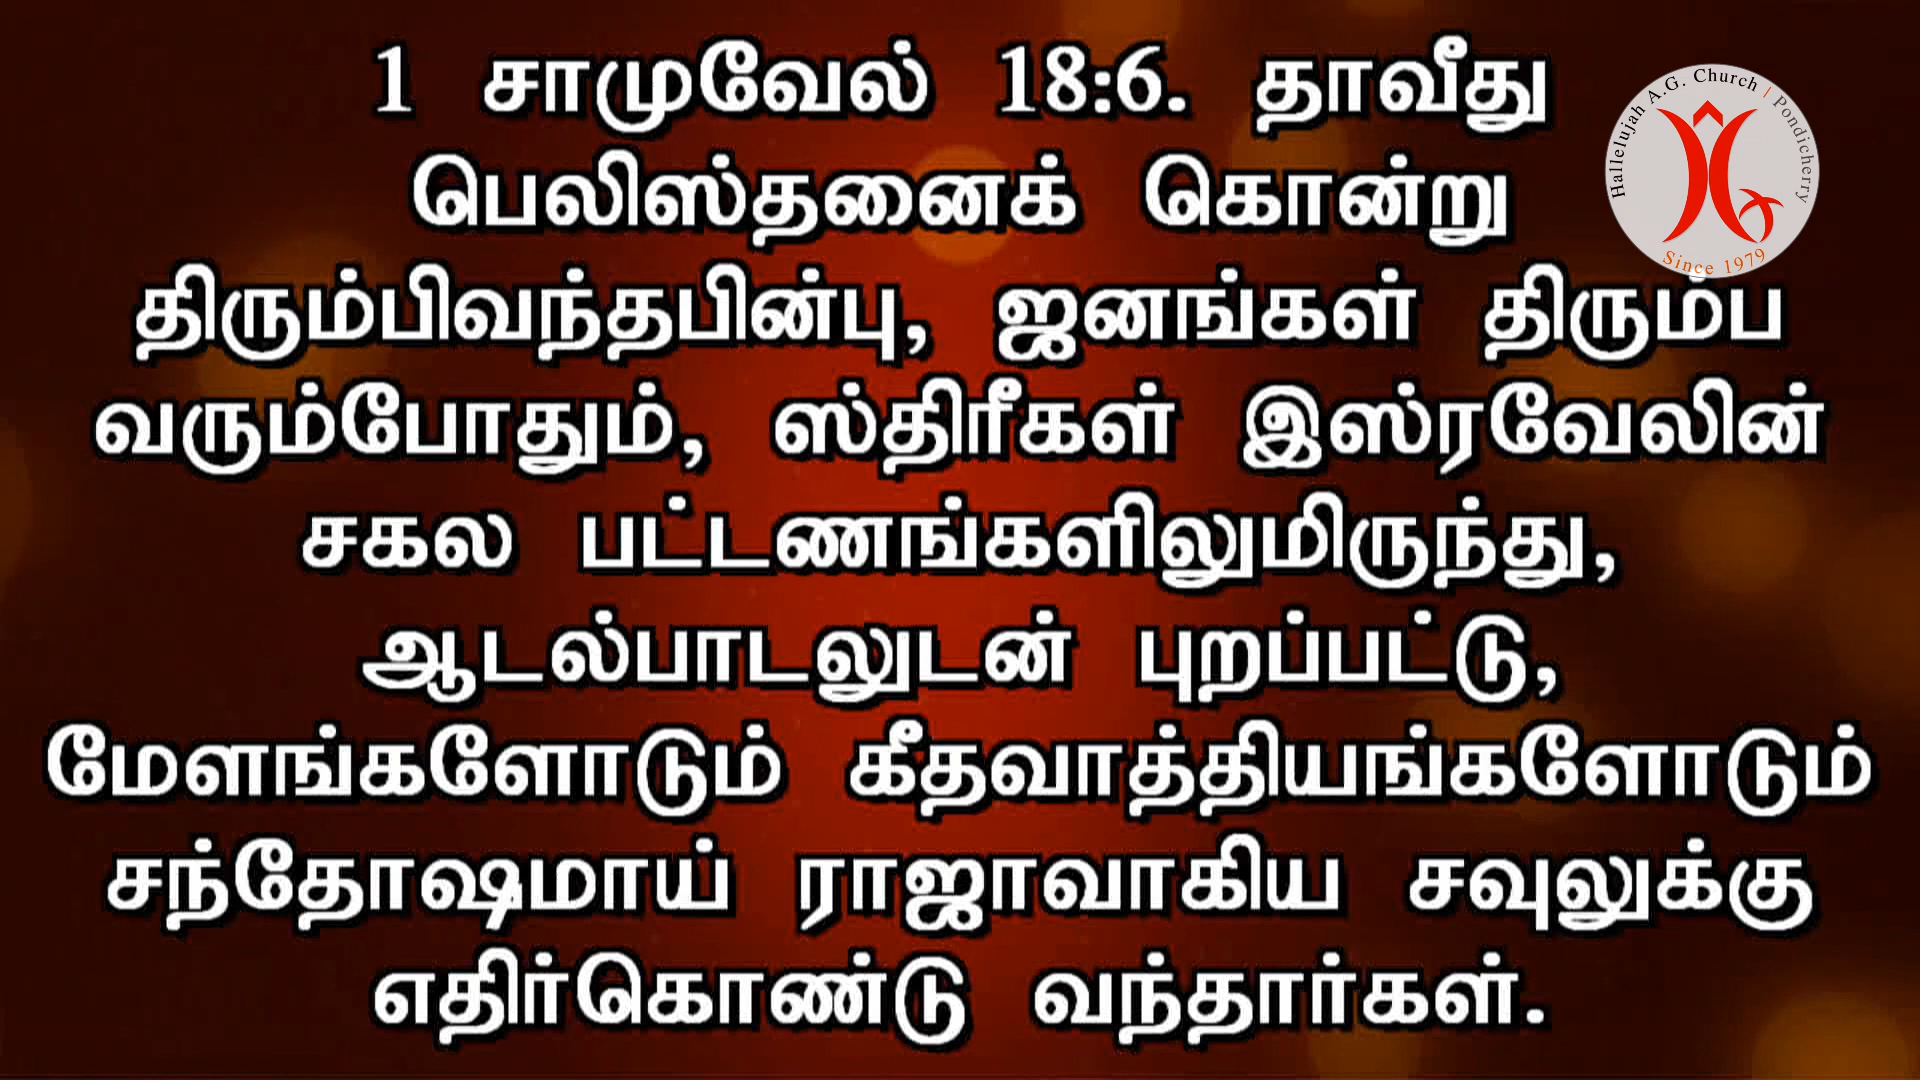 1 சாமுவேல் 18:6. தாவீது
பெலிஸ்தனைக் கொன்று
திரும்பிவந்தபின்பு, ஜனங்கள் திரும்ப
வரும்போதும், ஸ்திரீகள் இஸ்ரவேலின்
சகல பட்டணங்களிலுமிருந்து,
ஆடல்பாடலுடன் புறப்பட்டு,
மேளங்களோடும் கீதவாத்தியங்களோடும்
சந்தோஷமாய் ராஜாவாகிய சவுலுக்கு
எதிர்கொண்டு வந்தார்கள்.
Hallelujah A.G. Church | Pondicherry
Since 1979